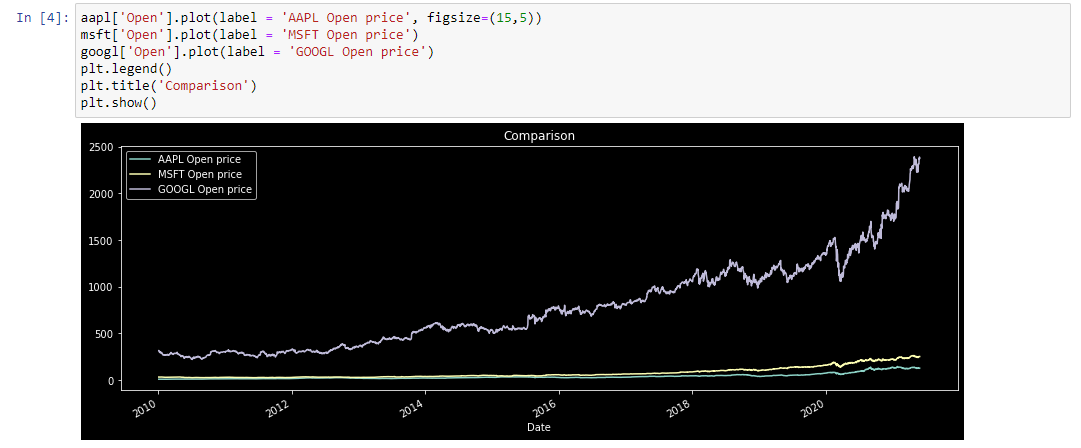 In [4]: aapl['Open'].plot(label = 'AAPL Open price', figsize=(15,5))
msft['Open'].plot(label = 'MSFT Open price')
googl['Open'].plot(label = 'GOOGL Open price')
plt.legend()
plt.title('Comparison')
plt.show()
Comparison
AAPL Open price
MSFT Open price
GOOGL Open price
2500
2000
1500
1000
500
0
2010 2012 2014 2016 2018 2020
Date